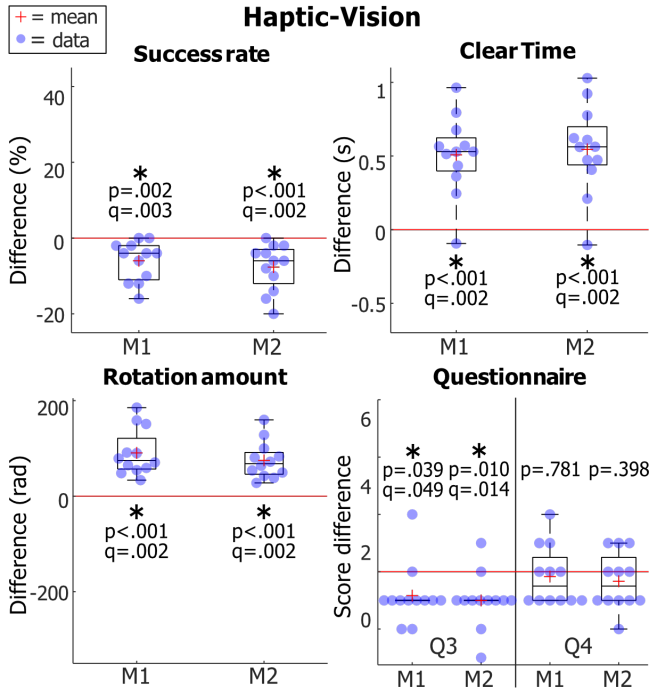 Haptic-Vision
+ = mean
= data
Success rate
Difference (%)
40
20
0
-20
*
p=.002
q=.003
*
p<.001
q=.002
M1
M2
Clear Time
Difference (s)
1
0.5
0
-0.5
*
p<.001
q=.002
*
p<.001
q=.002
M1
M2
Rotation amount
Difference (rad)
200
0
-200
*
p<.001
q=.002
*
p<.001
q=.002
M1
M2
Questionnaire
Score difference
6
4
2
0
*
p=.039
q=.049
*
p=.010
q=.014
p=.781
p=.398
Q3
Q4
M1
M2
M1
M2